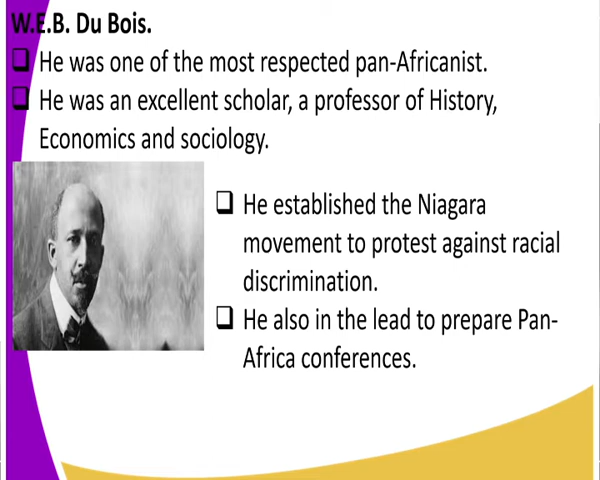 W.E.B. Du Bois.
He was one of the most respected pan-Africanist.
He was an excellent scholar, a professor of History,
Economics and sociology.
He established the Niagara
movement to protest against racial
discrimination.
He also in the lead to prepare Pan-
Africa conferences.